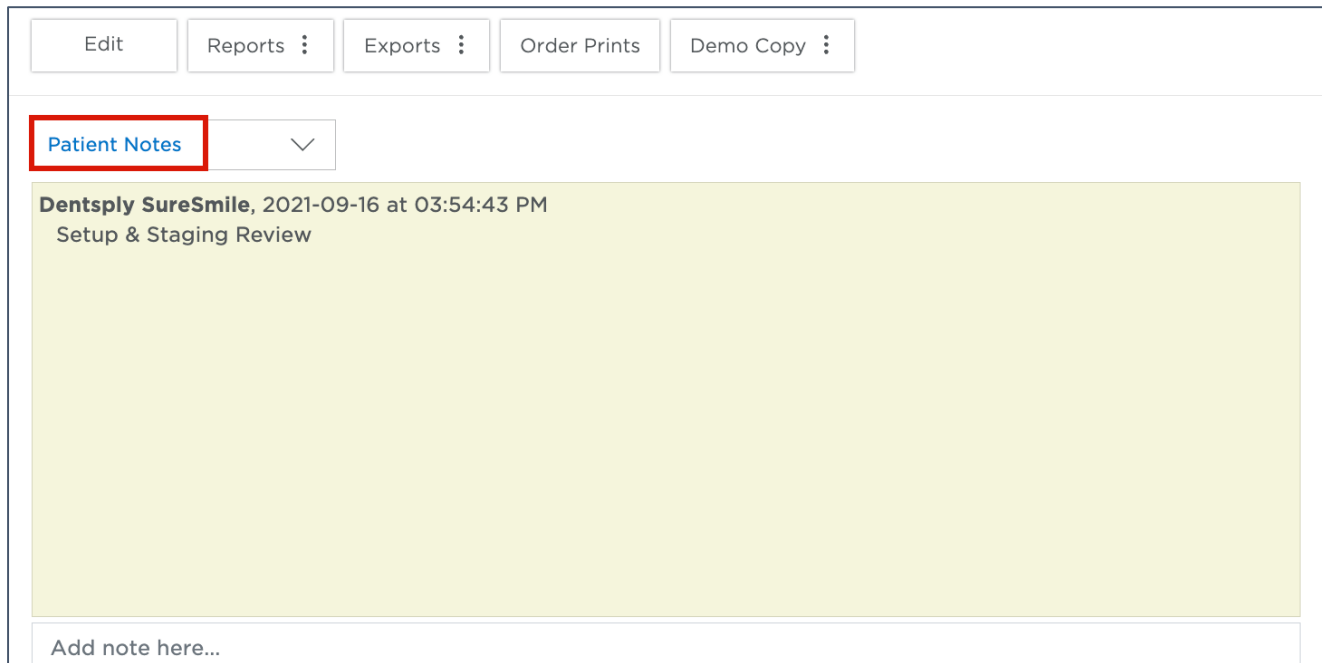 Edit Reports Exports Order Prints Demo Copy
Patient Notes
Dentsply SureSmile, 2021-09-16 at 03:54:43 PM
Setup & Staging Review
Add note here...